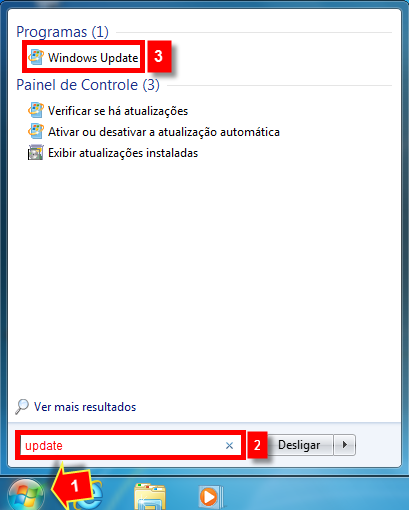 Programas (1)
Windows Update
3
Painel de Controle (3)
Verificar se há atualizações
Ativar ou desativar a atualização automática
Exibir atualizações instaladas
Ver mais resultados
update
2
Desligar
1